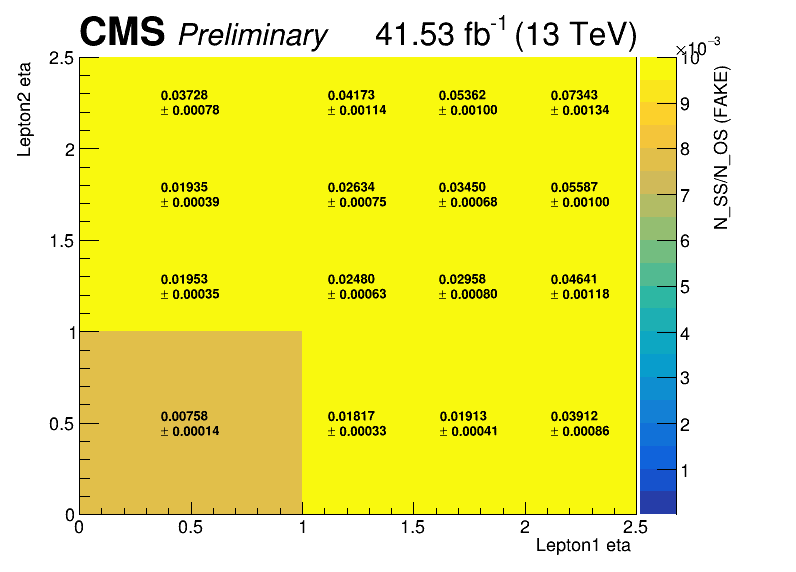 CMS Preliminary 41.53 fb-1 (13 TeV)
×10−3
Lepton2 eta
N_SS/N_OS (FAKE)
2.5
2
1.5
1
0.5
0
0.03728 0.04173 0.05362 0.07343
± 0.00078 ± 0.00114 ± 0.00100 ± 0.00134
0.01935 0.02634 0.03450 0.05587
± 0.00039 ± 0.00075 ± 0.00068 ± 0.00100
0.01953 0.02480 0.02958 0.04641
± 0.00035 ± 0.00063 ± 0.00080 ± 0.00118
0.00758 0.01817 0.01913 0.03912
± 0.00014 ± 0.00033 ± 0.00041 ± 0.00086
10
9
8
7
6
5
4
3
2
1
0 0.5 1 1.5 2 2.5
Lepton1 eta